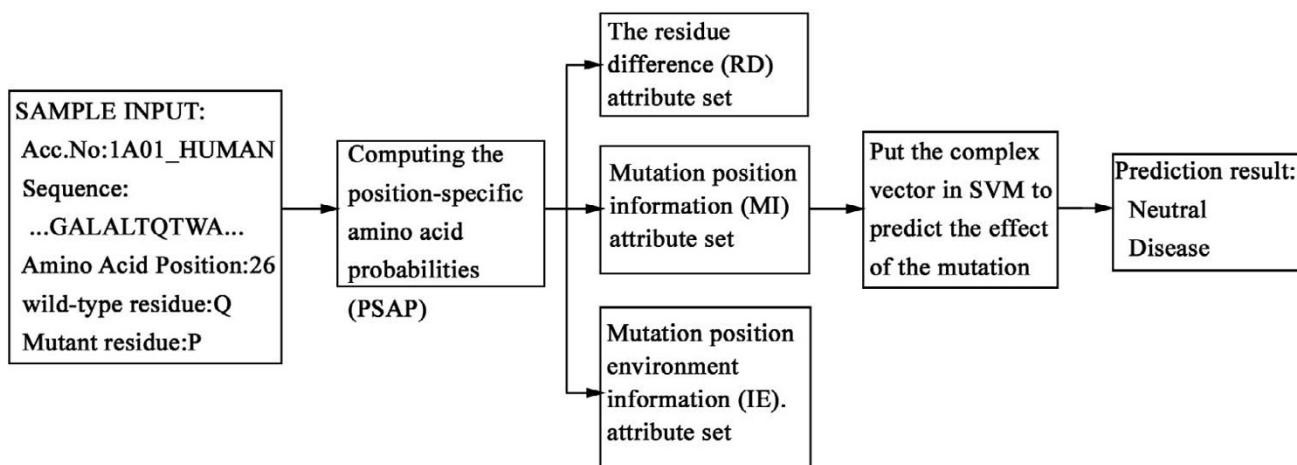 SAMPLE INPUT:
Acc.No:1A01_HUMAN
Sequence:
...GALALTQTWA...
Amino Acid Position:26
wild-type residue:Q
Mutant residue:P
Computing the
position-specific
amino acid
probabilities
(PSAP)
The residue
difference (RD)
attribute set
Mutation position
information (MI)
attribute set
Mutation position
environment
information (IE).
attribute set
Put the complex
vector in SVM to
predict the effect
of the mutation
Prediction result:
Neutral
Disease